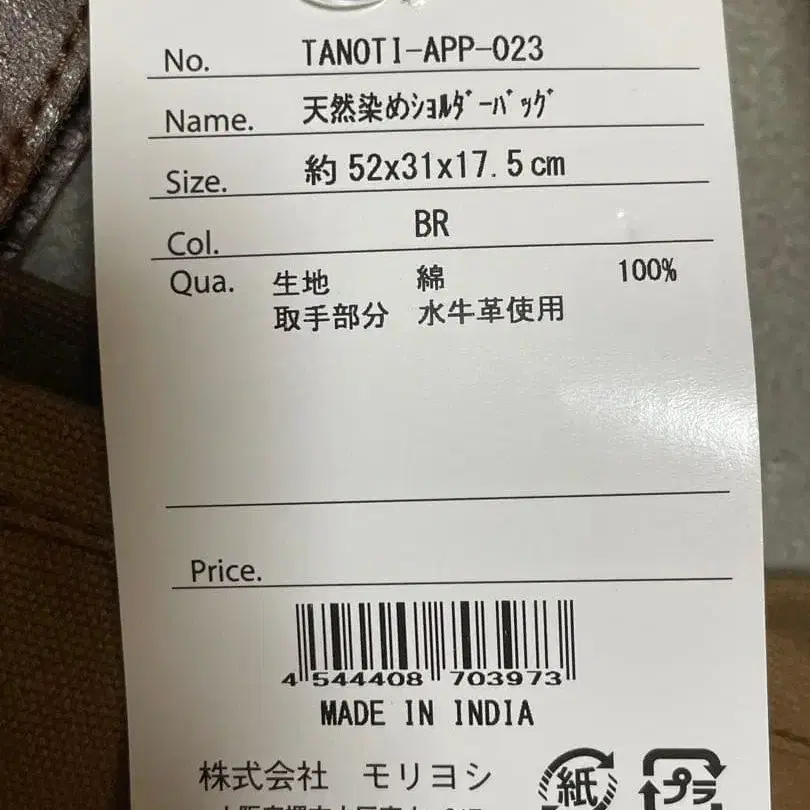 No. TANOTI-APP-023
Name. 天然染めｼｮﾙﾀﾞｰﾊﾞｯｸﾞ
Size. 約 52x31x17.5cm
Col. BR
Qua. 生地 綿 100%
取手部分 水牛革使用
Price.
4 544408 703973
MADE IN INDIA
株式会社 モリヨシ
紙 プラ